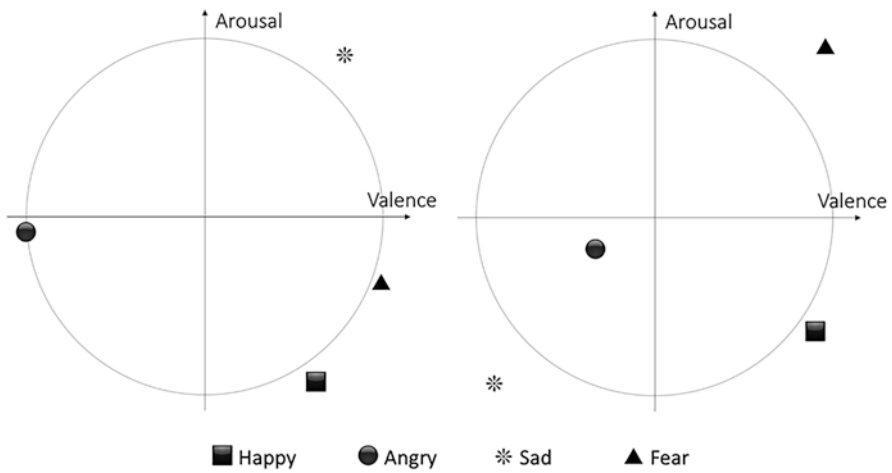 Arousal
Arousal
Valence
Valence
Happy
Angry
Sad
Fear